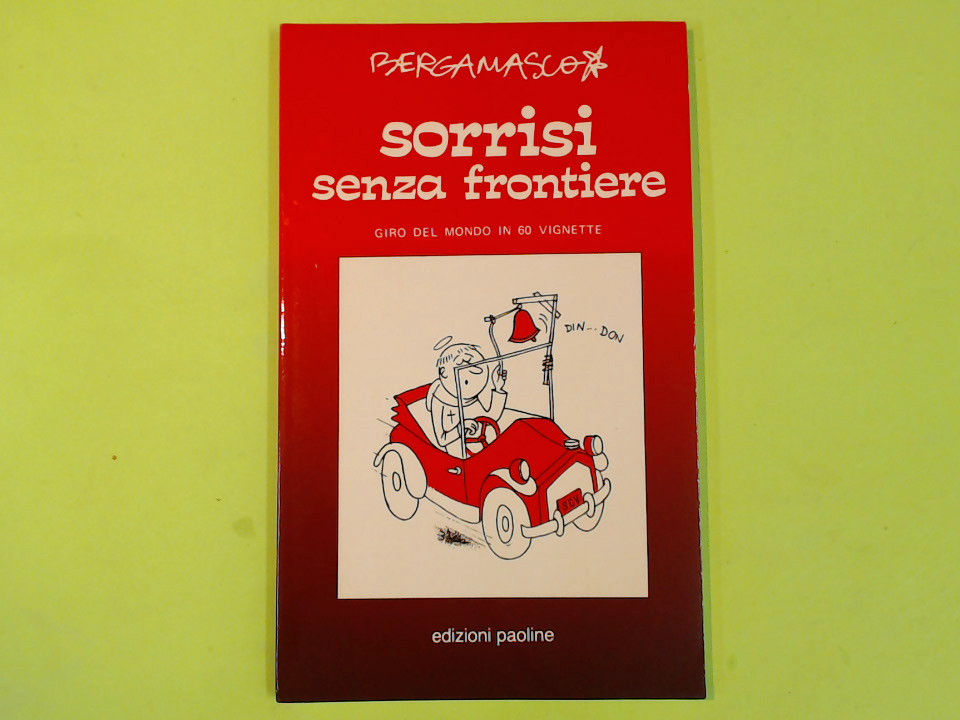 BERGAMASCO
sorrisi
senza frontiere
GIRO DEL MONDO IN 60 VIGNETTE
DIN... DON
edizioni paoline